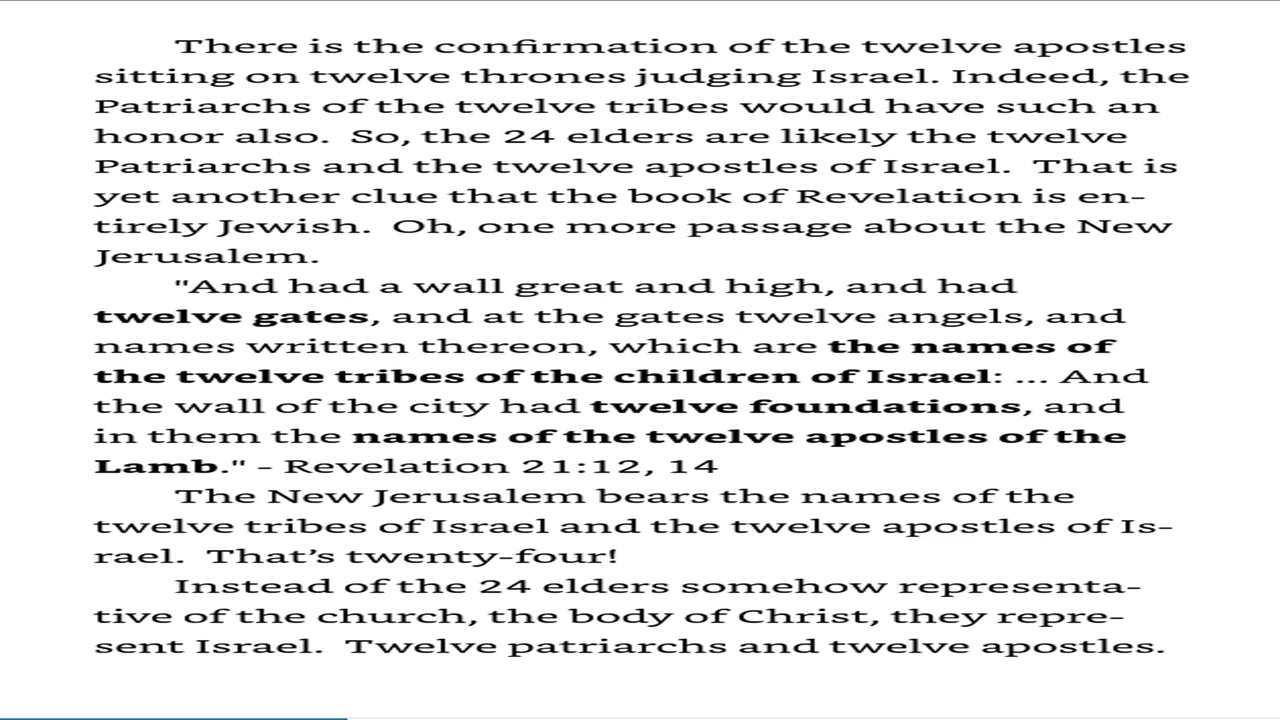 There is the confirmation of the twelve apostles
sitting on twelve thrones judging Israel. Indeed, the
Patriarchs of the twelve tribes would have such an
honor also.  So, the 24 elders are likely the twelve
Patriarchs and the twelve apostles of Israel.  That is
yet another clue that the book of Revelation is en-
tirely Jewish.  Oh, one more passage about the New
Jerusalem.
"And had a wall great and high, and had
twelve gates, and at the gates twelve angels, and
names written thereon, which are the names of
the twelve tribes of the children of Israel: ... And
the wall of the city had twelve foundations, and
in them the names of the twelve apostles of the
Lamb." – Revelation 21:12, 14
The New Jerusalem bears the names of the
twelve tribes of Israel and the twelve apostles of Is-
rael.  That’s twenty-four!
Instead of the 24 elders somehow representa-
tive of the church, the body of Christ, they repre-
sent Israel.  Twelve patriarchs and twelve apostles.